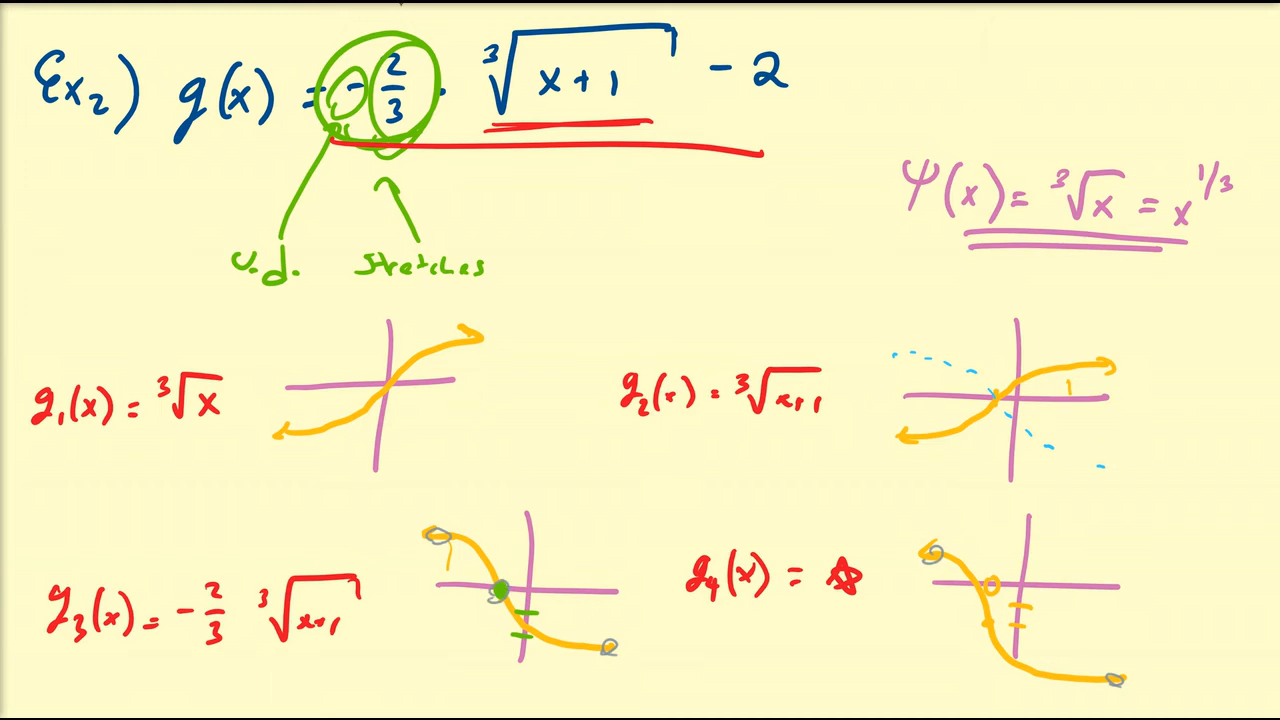 Ex2) g(x) = -2/3 · ∛(x+1) - 2
ψ(x) = ∛x = x^1/3
u.d. stretches
g₁(x) = ∛x
g₂(x) = ∛x+1
g₃(x) = -2/3 ∛x+1
g₄(x) = ☆